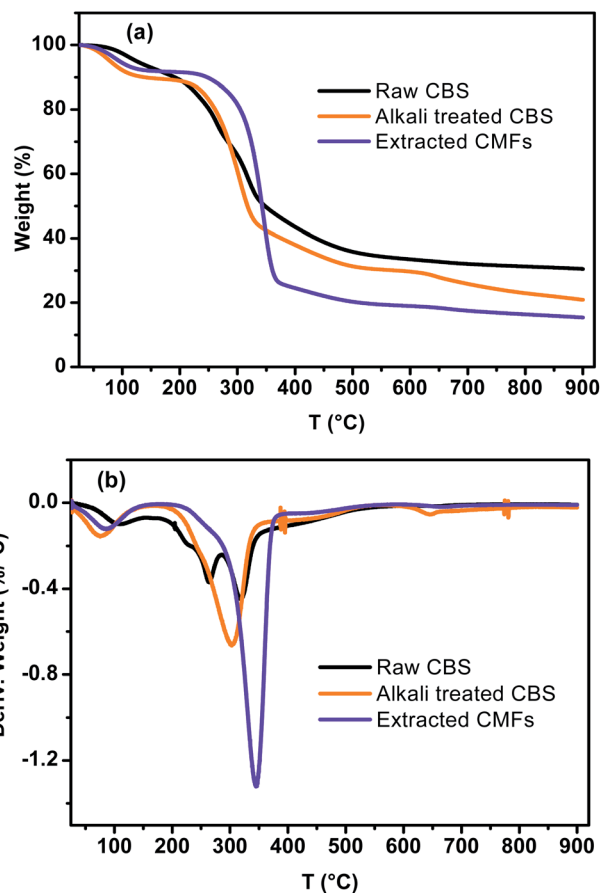 (a)
100
80
60
40
20
0
Weight (%)
Raw CBS
Alkali treated CBS
Extracted CMFs
100 200 300 400 500 600 700 800 900
T (°C)
(b)
0.0
-0.4
-0.8
-1.2
Weight
Raw CBS
Alkali treated CBS
Extracted CMFs
100 200 300 400 500 600 700 800 900
T (°C)